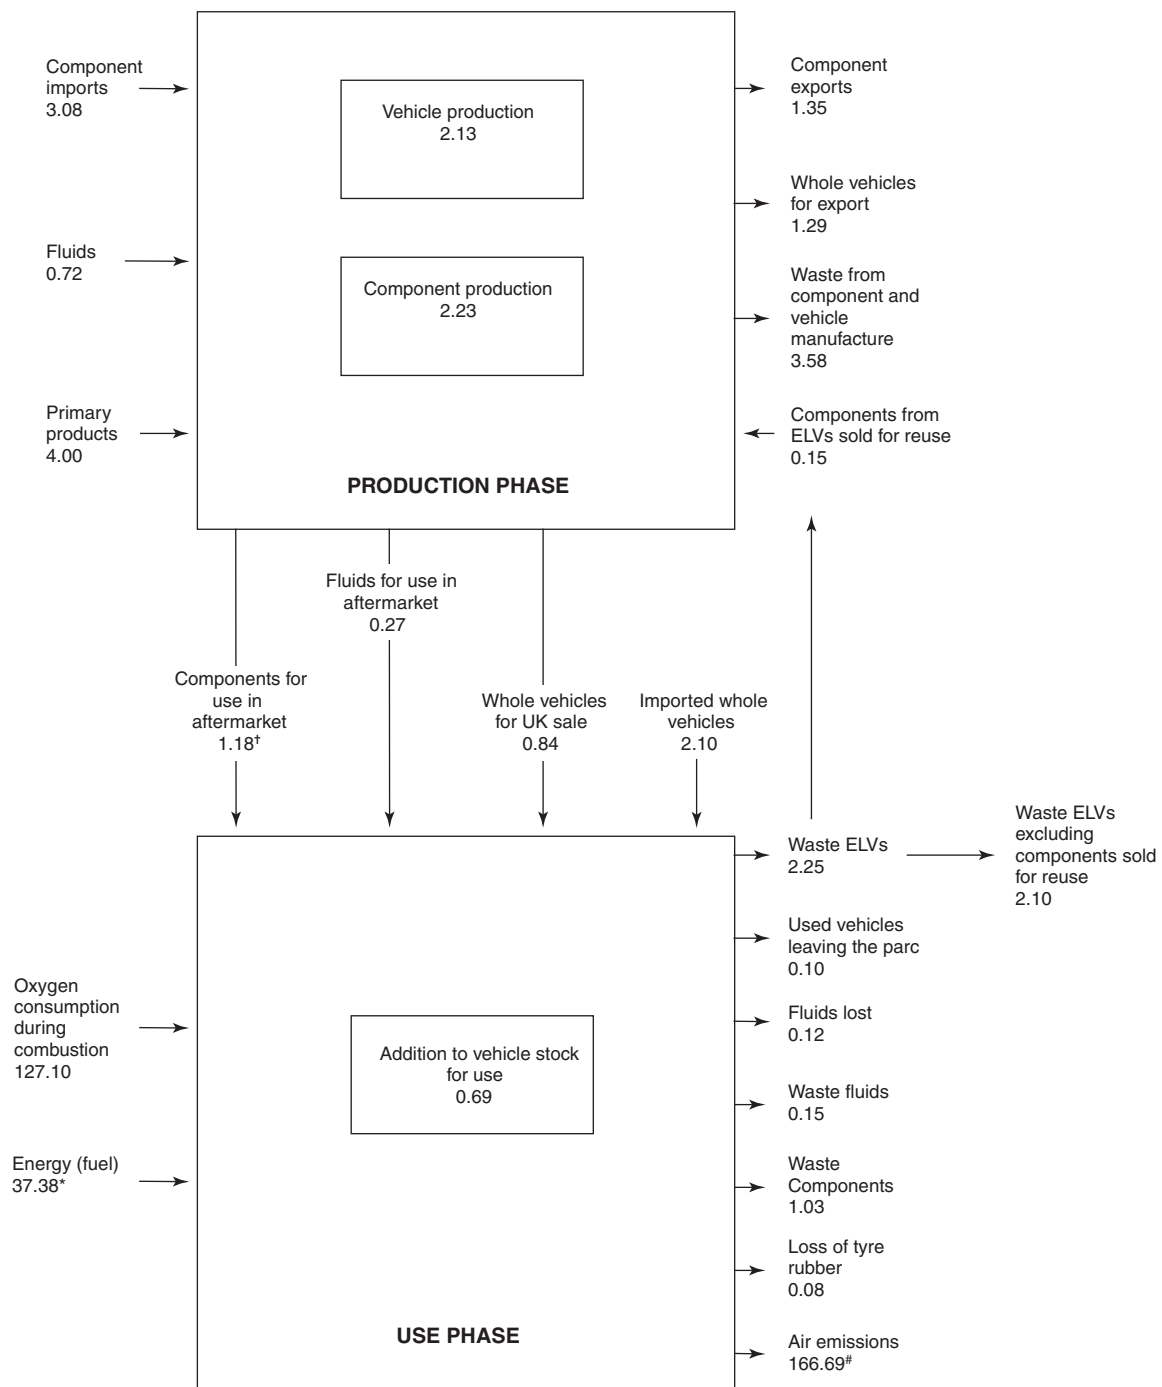 Component
imports
3.08
Vehicle production
2.13
Component
exports
1.35
Whole vehicles
for export
1.29
Fluids
0.72
Component production
2.23
Waste from
component and
vehicle
manufacture
3.58
Primary
products
4.00
Components from
ELVs sold for reuse
0.15
PRODUCTION PHASE
Fluids for use in
aftermarket
0.27
Components for
use in
aftermarket
1.18†
Whole vehicles
for UK sale
0.84
Imported whole
vehicles
2.10
Waste ELVs
2.25
Waste ELVs
excluding
components sold
for reuse
2.10
Used vehicles
leaving the parc
0.10
Oxygen
consumption
during
combustion
127.10
Fluids lost
0.12
Addition to vehicle stock
for use
0.69
Waste fluids
0.15
Energy (fuel)
37.38*
Waste
Components
1.03
Loss of tyre
rubber
0.08
USE PHASE
Air emissions
166.69#